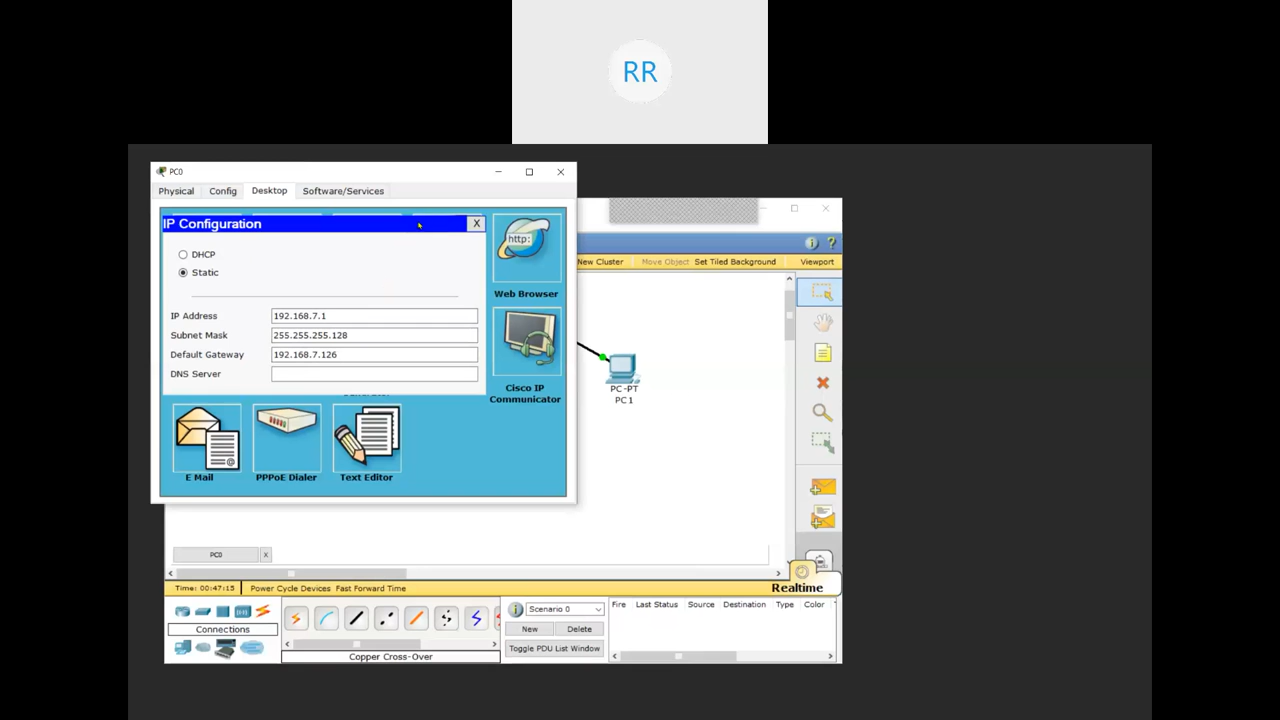 RR
PC0
Physical Config Desktop Software/Services
IP Configuration X
http:
DHCP
Static
New Cluster Move Object Set Tiled Background Viewport
Web Browser
IP Address 192.168.7.1
Subnet Mask 255.255.255.128
Default Gateway 192.168.7.126
DNS Server
Cisco IP
Communicator
PC-PT
PC1
E Mail PPPoE Dialer Text Editor
PC0 X
Time: 00:47:15 Power Cycle Devices Fast Forward Time Realtime
Scenario 0 Fire Last Status Source Destination Type Color
Connections New Delete
Toggle PDU List Window
Copper Cross-Over